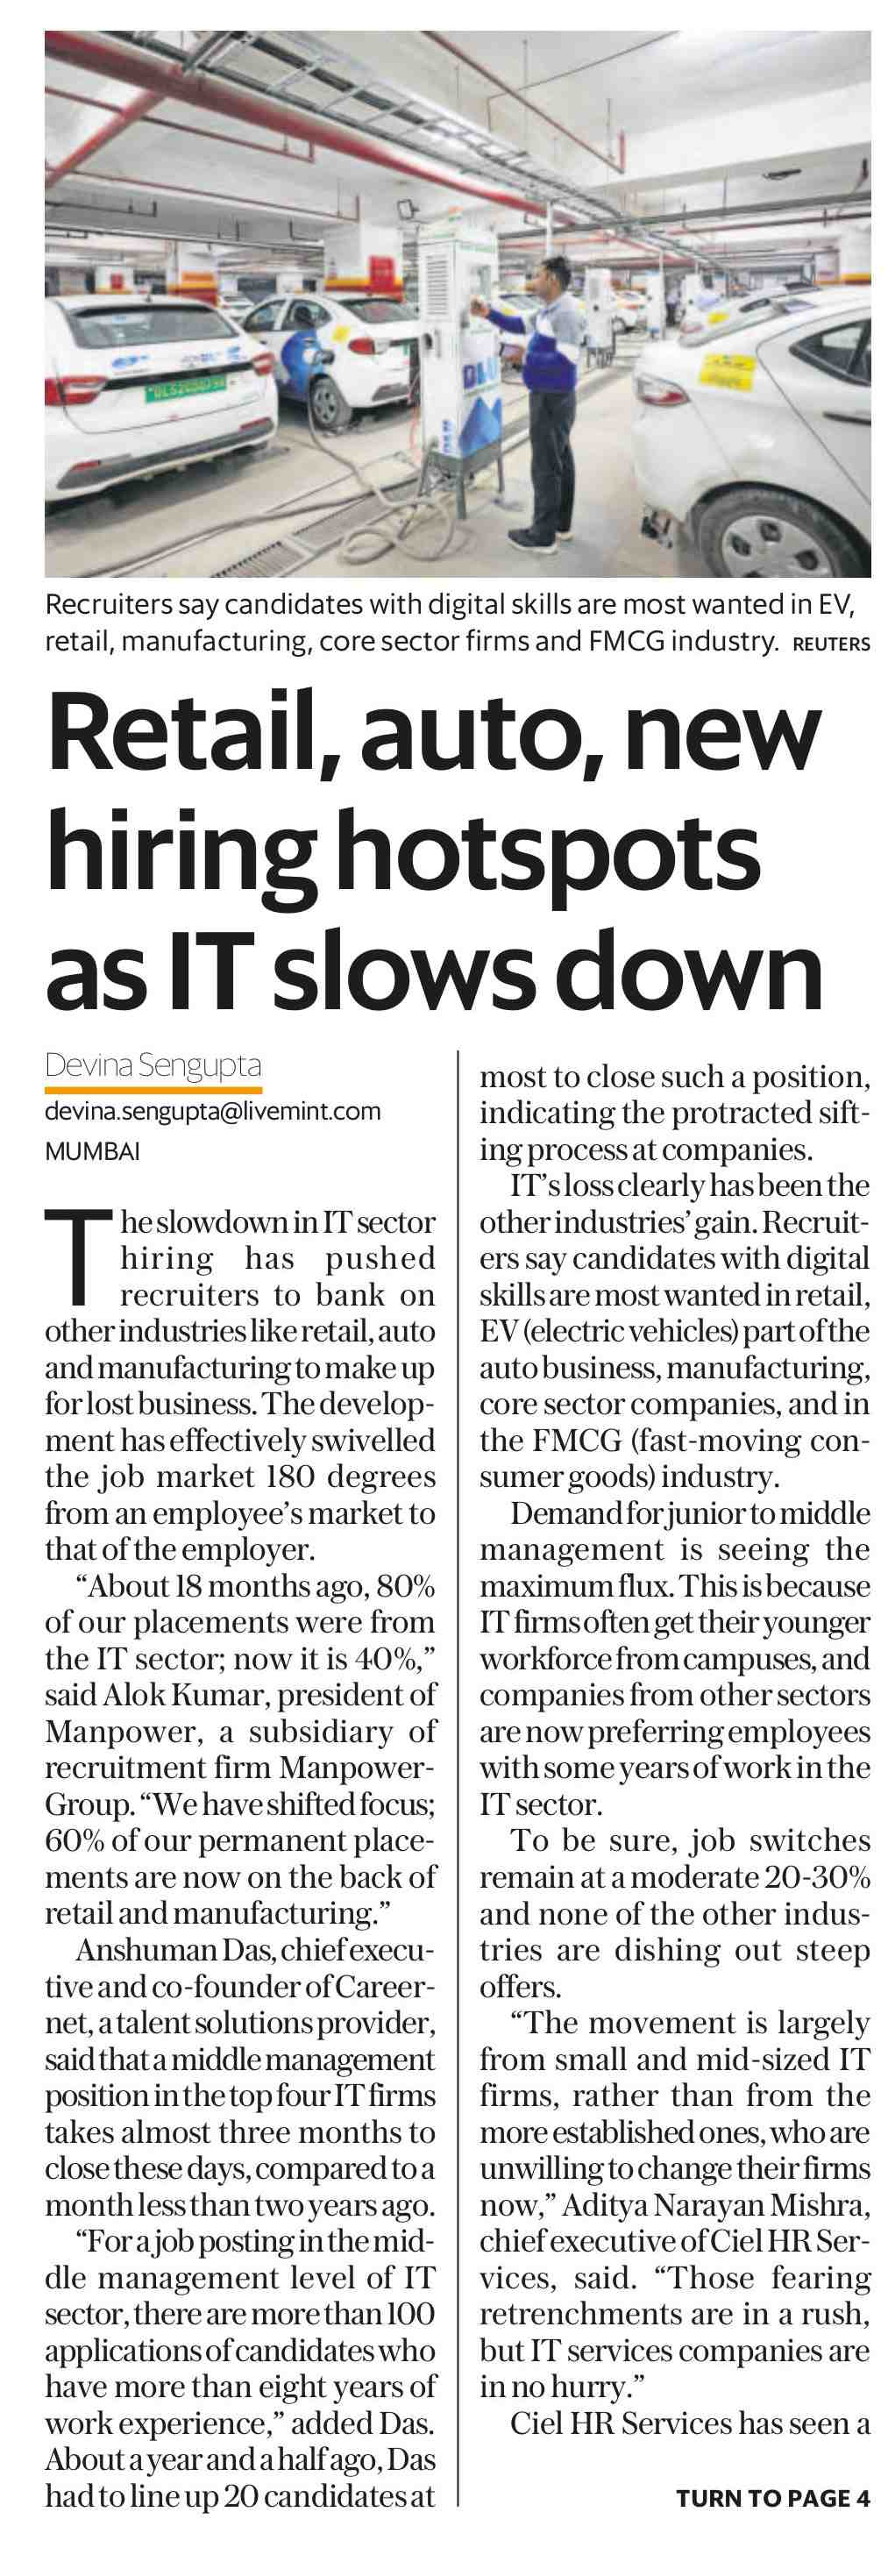 DLU
Recruiters say candidates with digital skills are most wanted in EV,
retail, manufacturing, core sector firms and FMCG industry. REUTERS
Retail, auto, new
hiring hotspots
as IT slows down
Devina Sengupta
devina.sengupta@livemint.com
MUMBAI
The slowdown in IT sector
hiring has pushed
recruiters to bank on
other industries like retail, auto
and manufacturing to make up
for lost business. The develop-
ment has effectively swivelled
the job market 180 degrees
from an employee's market to
that of the employer.
“About 18 months ago, 80%
of our placements were from
the IT sector; now it is 40%,”
said Alok Kumar, president of
Manpower, a subsidiary of
recruitment firm Manpower-
Group. “We have shifted focus;
60% of our permanent place-
ments are now on the back of
retail and manufacturing.”
Anshuman Das, chief execu-
tive and co-founder of Career-
net, a talent solutions provider,
said that a middle management
position in the top four IT firms
takes almost three months to
close these days, compared to a
month less than two years ago.
“For a job posting in the mid-
dle management level of IT
sector, there are more than 100
applications of candidates who
have more than eight years of
work experience,” added Das.
About a year and a half ago, Das
had to line up 20 candidates at
most to close such a position,
indicating the protracted sift-
ing process at companies.
IT's loss clearly has been the
other industries' gain. Recruit-
ers say candidates with digital
skills are most wanted in retail,
EV (electric vehicles) part of the
auto business, manufacturing,
core sector companies, and in
the FMCG (fast-moving con-
sumer goods) industry.
Demand for junior to middle
management is seeing the
maximum flux. This is because
IT firms often get their younger
workforce from campuses, and
companies from other sectors
are now preferring employees
with some years of work in the
IT sector.
To be sure, job switches
remain at a moderate 20-30%
and none of the other indus-
tries are dishing out steep
offers.
“The movement is largely
from small and mid-sized IT
firms, rather than from the
more established ones, who are
unwilling to change their firms
now,” Aditya Narayan Mishra,
chief executive of Ciel HR Ser-
vices, said. “Those fearing
retrenchments are in a rush,
but IT services companies are
in no hurry.”
Ciel HR Services has seen a
TURN TO PAGE 4